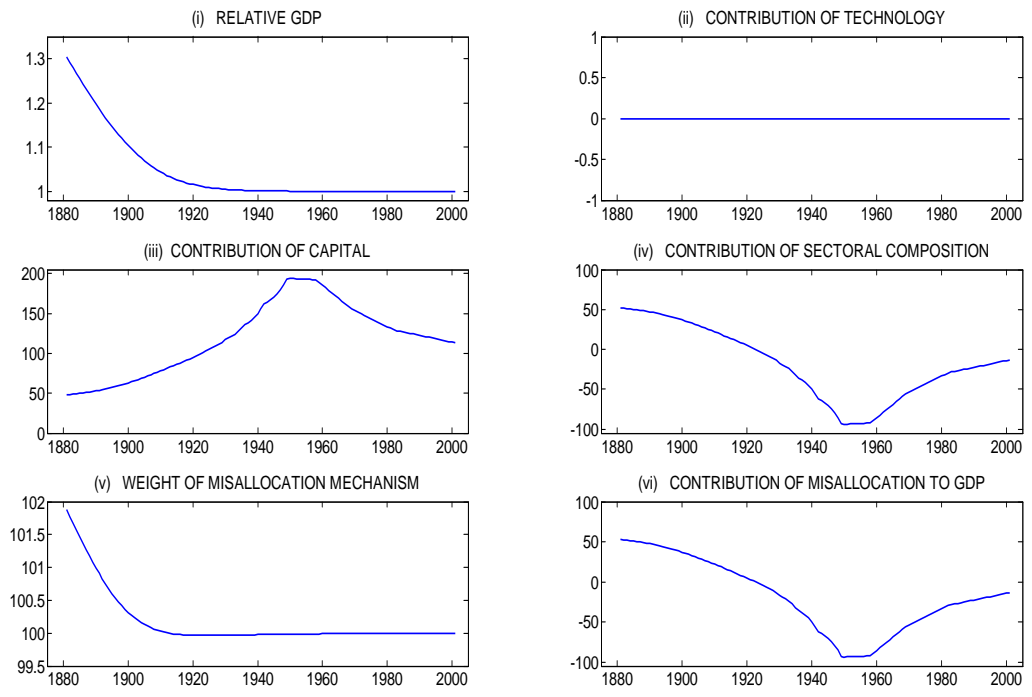 (i) RELATIVE GDP
1.3
1.2
1.1
1
1880 1900 1920 1940 1960 1980 2000
(ii) CONTRIBUTION OF TECHNOLOGY
1
0.5
0
-0.5
-1
1880 1900 1920 1940 1960 1980 2000
(iii) CONTRIBUTION OF CAPITAL
200
150
100
50
0
1880 1900 1920 1940 1960 1980 2000
(iv) CONTRIBUTION OF SECTORAL COMPOSITION
100
50
0
-50
-100
1880 1900 1920 1940 1960 1980 2000
(v) WEIGHT OF MISALLOCATION MECHANISM
102
101.5
101
100.5
100
99.5
1880 1900 1920 1940 1960 1980 2000
(vi) CONTRIBUTION OF MISALLOCATION TO GDP
100
50
0
-50
-100
1880 1900 1920 1940 1960 1980 2000